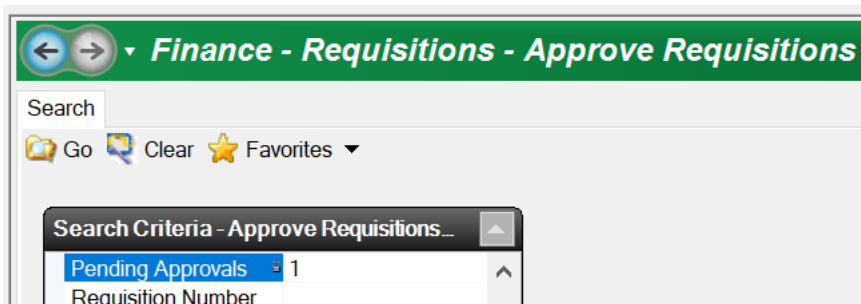 Finance - Requisitions - Approve Requisitions
Search
Go Clear Favorites
Search Criteria - Approve Requisitions...
Pending Approvals 1
Requisition Number